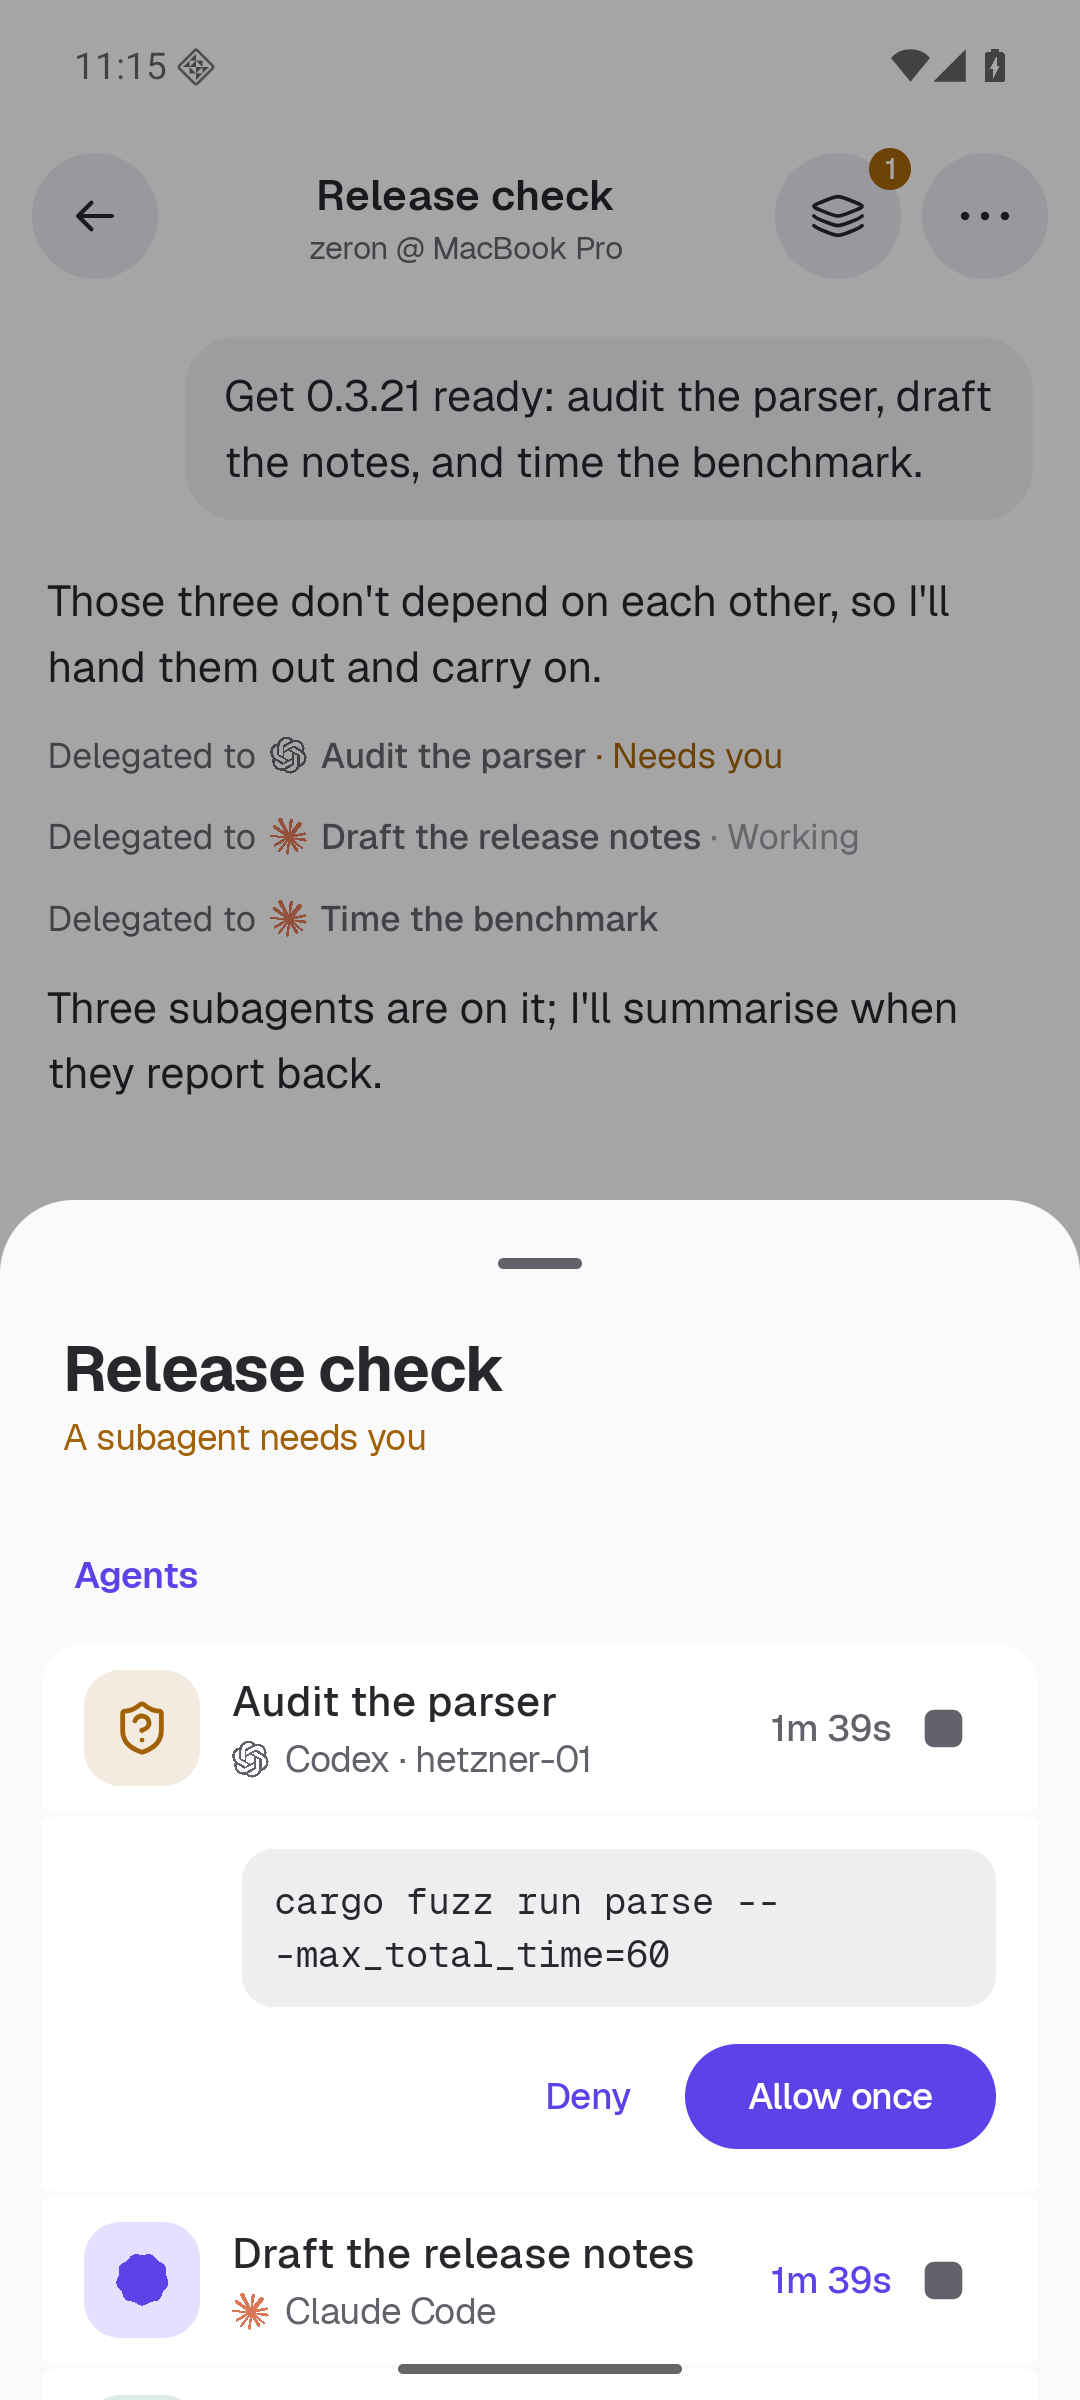 11:15
1
Release check
zeron @ MacBook Pro
Get 0.3.21 ready: audit the parser, draft
the notes, and time the benchmark.
Those three don't depend on each other, so I'll
hand them out and carry on.
Delegated to Audit the parser · Needs you
Delegated to Draft the release notes · Working
Delegated to Time the benchmark
Three subagents are on it; I'll summarise when
they report back.
Release check
A subagent needs you
Agents
Audit the parser
1m 39s
Codex · hetzner-01
cargo fuzz run parse --
-max_total_time=60
Deny
Allow once
Draft the release notes
1m 39s
Claude Code